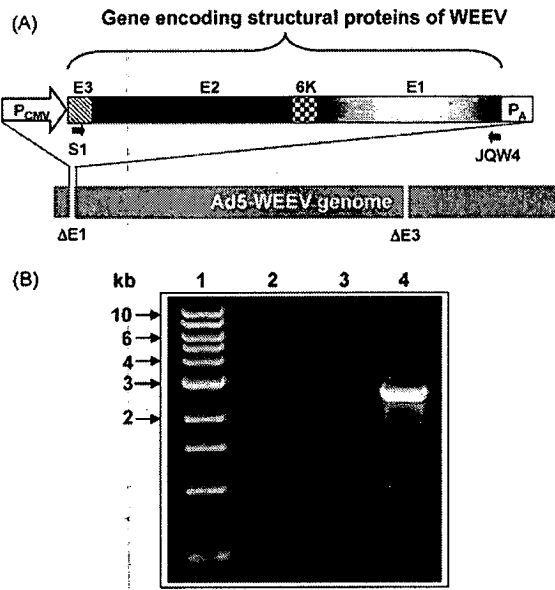 (A)
Gene encoding structural proteins of WEEV
E3 E2 6K E1
PCMV PA
S1 JQW4
Ad5-WEEV genome
ΔE1 ΔE3
(B)
kb 1 2 3 4
10
6
4
3
2